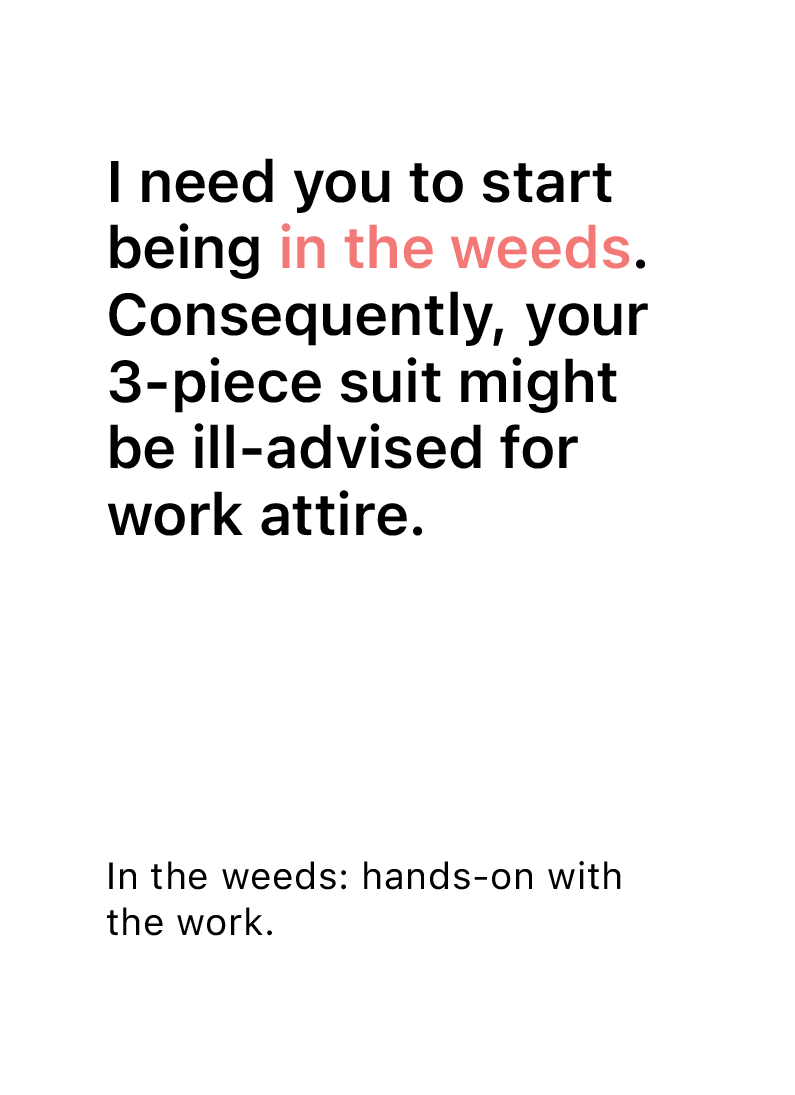 I need you to start
being in the weeds.
Consequently, your
3-piece suit might
be ill-advised for
work attire.
In the weeds: hands-on with
the work.